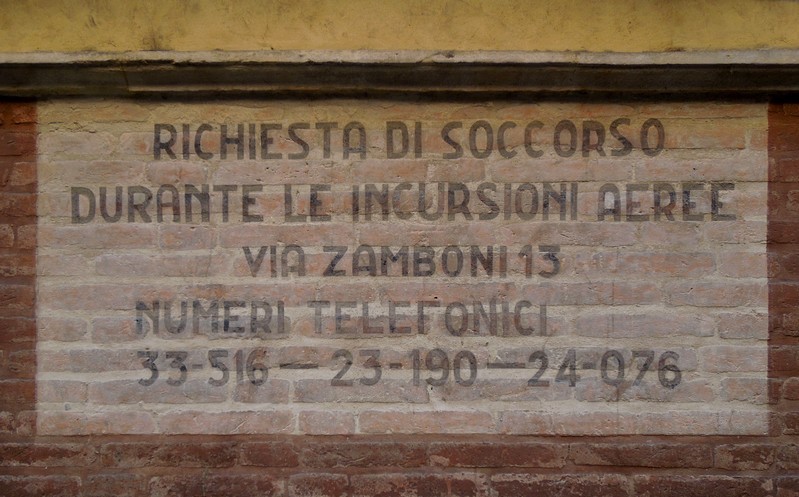 RICHIESTA DI SOCCORSO
DURANTE LE INCURSIONI AEREE
VIA ZAMBONI 13
NUMERI TELEFONICI
33-516 — 23-190 — 24-076